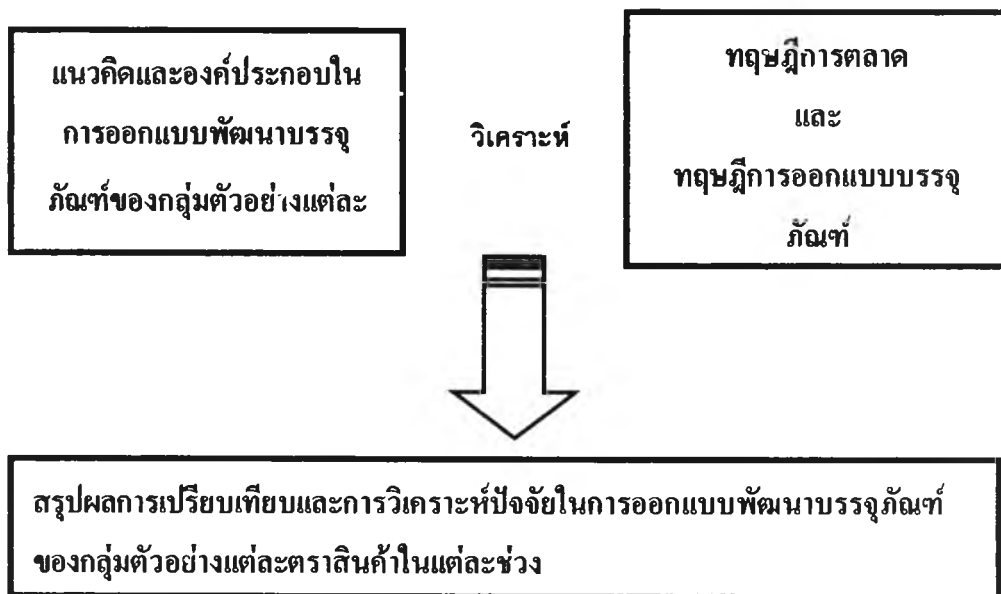 แนวคิดและองค์ประกอบใน
การออกแบบพัฒนาบรรจุ
ภัณฑ์ของกลุ่มตัวอย่างแต่ละ
วิเคราะห์
ทฤษฎีการตลาด
และ
ทฤษฎีการออกแบบบรรจุ
ภัณฑ์
สรุปผลการเปรียบเทียบและการวิเคราะห์ปัจจัยในการออกแบบพัฒนาบรรจุภัณฑ์
ของกลุ่มตัวอย่างแต่ละตราสินค้าในแต่ละช่วง